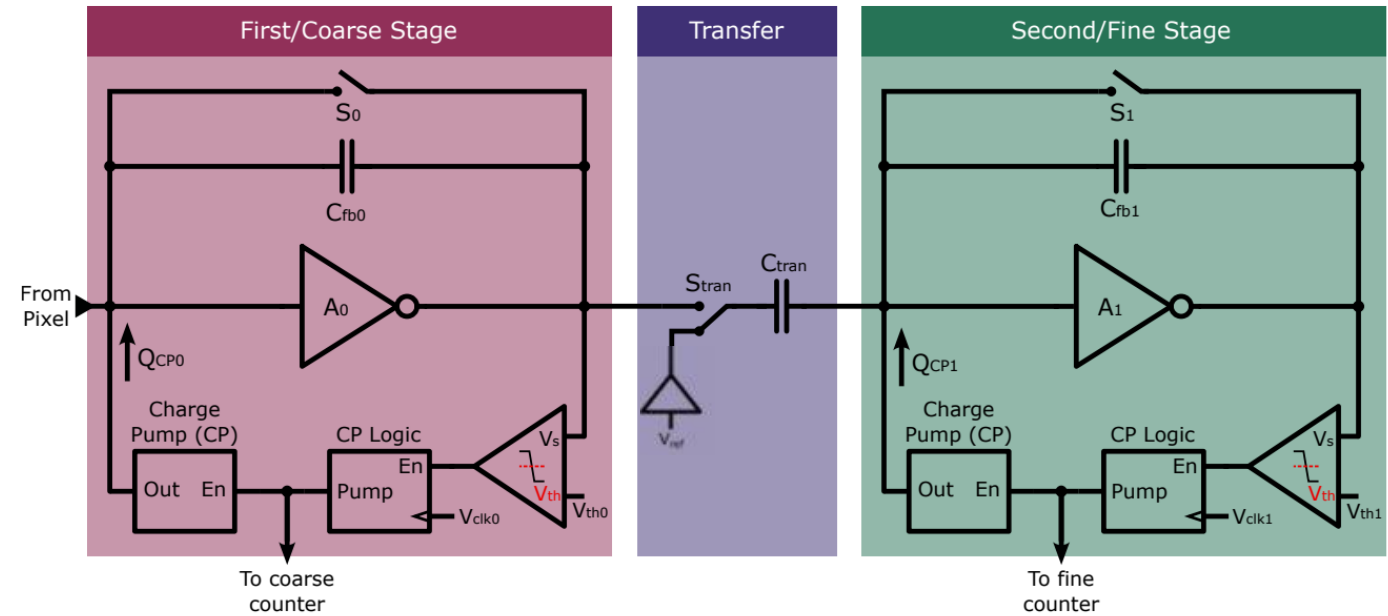 First/Coarse Stage
Transfer
Second/Fine Stage
S0
S1
Cfb0
Cfb1
Ctran
Stran
From
Pixel
A0
A1
QCP0
QCP1
Vref
Charge
Pump (CP)
CP Logic
Vs
En
Out En
Pump
Vth
Vth0
Vclk0
Charge
Pump (CP)
CP Logic
Vs
En
Out En
Pump
Vth
Vth1
Vclk1
To coarse
counter
To fine
counter